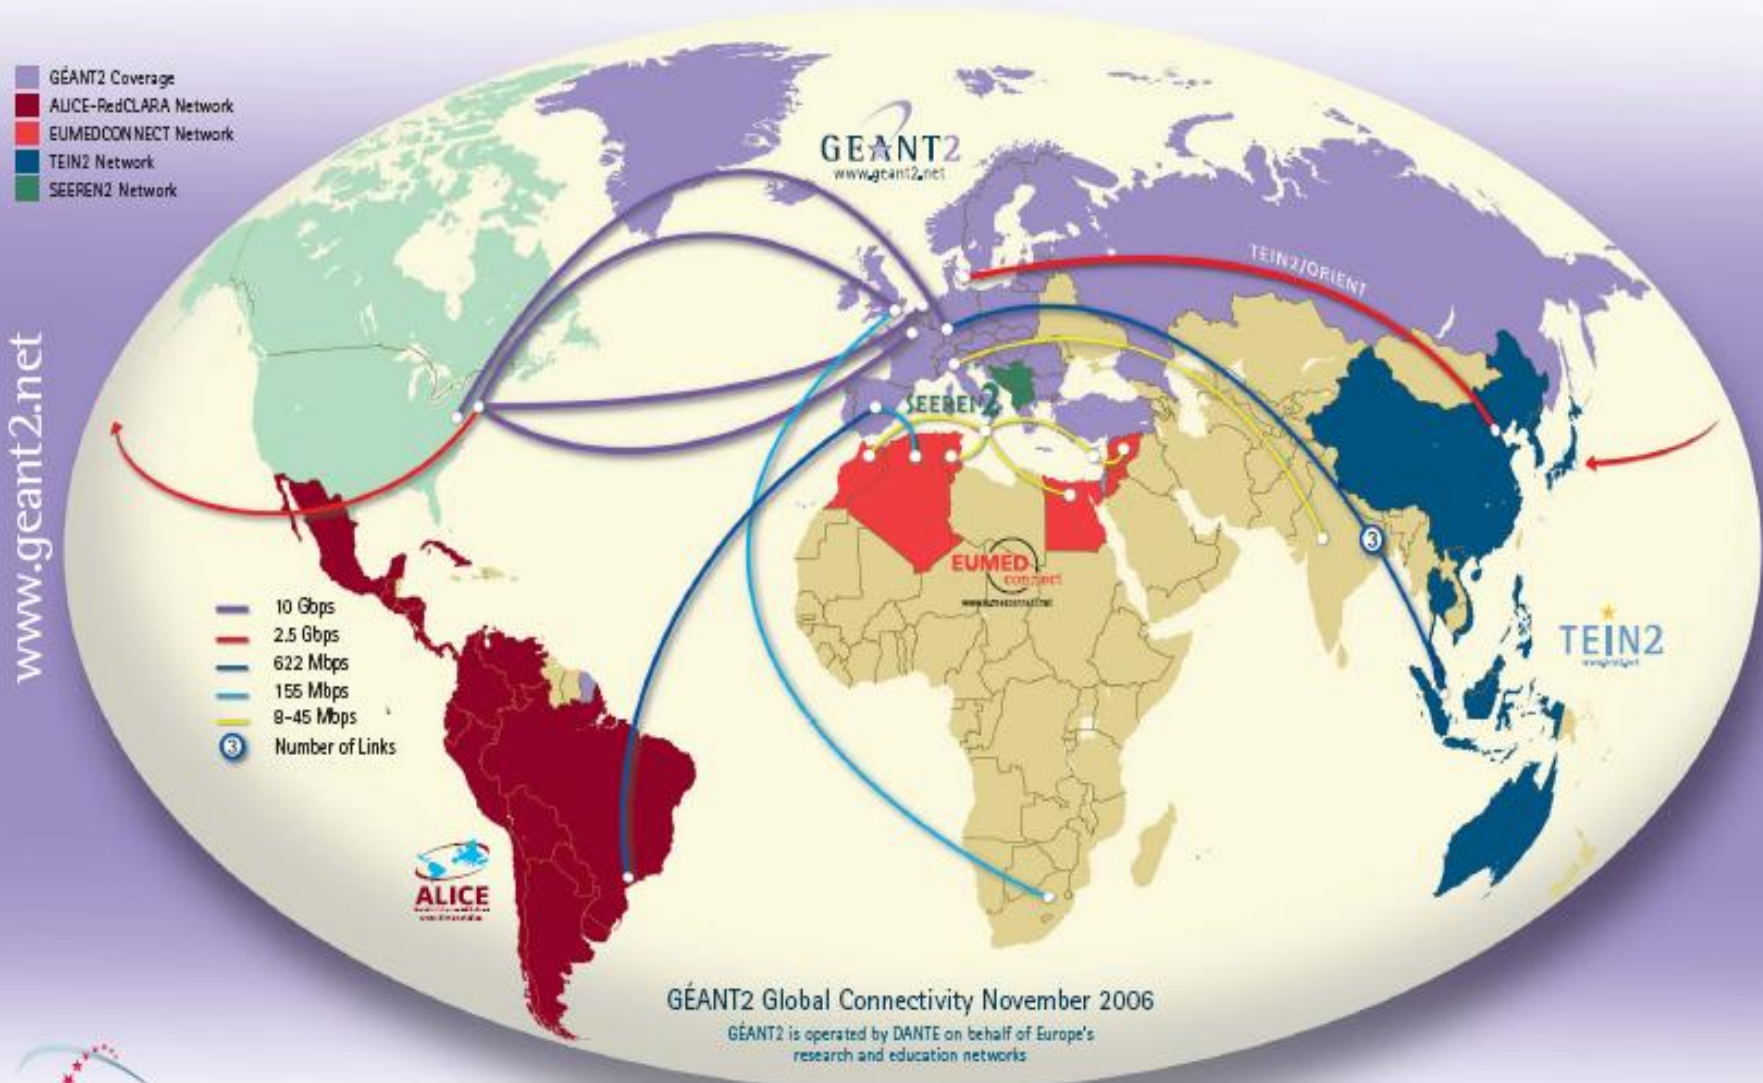 GÉANT2 Coverage
ALICE-RedCLARA Network
EUMEDCONNECT Network
TEIN2 Network
SEEREN2 Network
GEANT2
www.geant2.net
TEIN2/ORIENT
www.geant2.net
SEEREN2
EUMED
connect
3
10 Gbps
2.5 Gbps
622 Mbps
155 Mbps
8-45 Mbps
3 Number of Links
TEIN2
ALICE
GÉANT2 Global Connectivity November 2006
GÉANT2 is operated by DANTE on behalf of Europe's
research and education networks